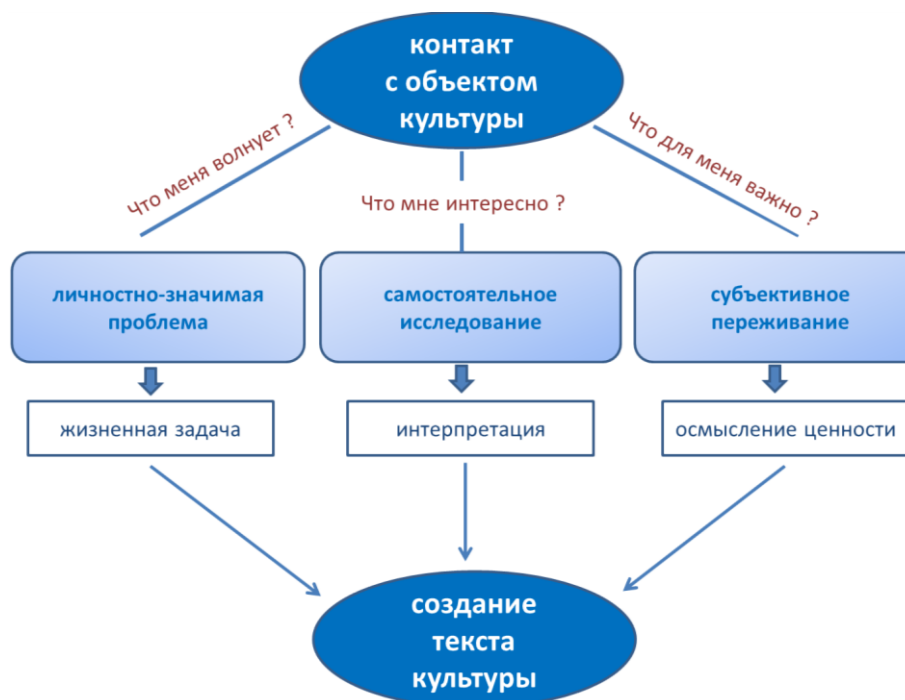 контакт
с объектом
культуры
Что меня волнует ?
Что мне интересно ?
Что для меня важно ?
личностно-значимая
проблема
самостоятельное
исследование
субъективное
переживание
жизненная задача
интерпретация
осмысление ценности
создание
текста
культуры